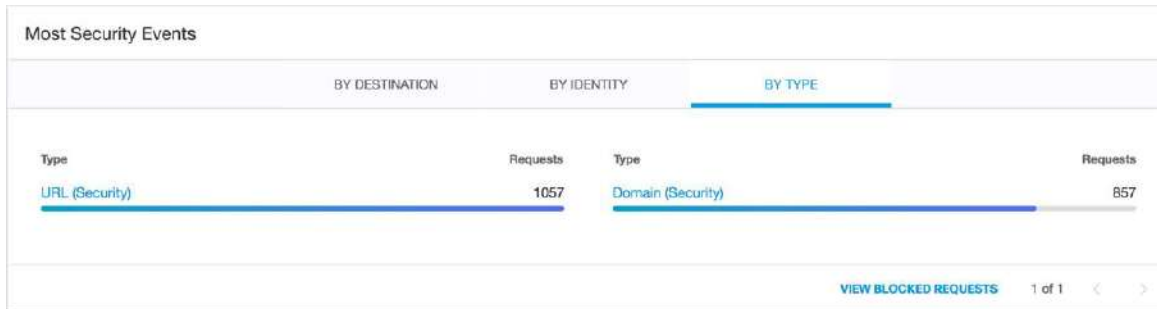 Most Security Events
BY DESTINATION BY IDENTITY BY TYPE
Type Requests Type Requests
URL (Security) 1057 Domain (Security) 857
VIEW BLOCKED REQUESTS 1 of 1